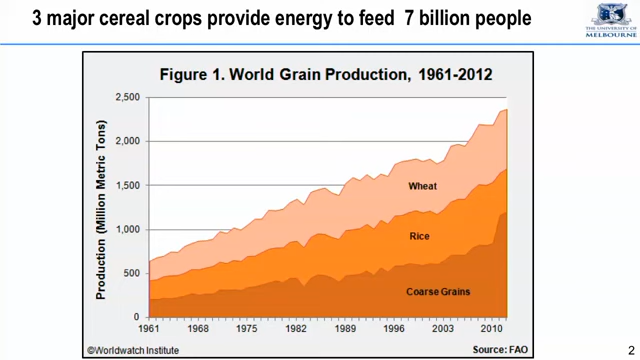 3 major cereal crops provide energy to feed 7 billion people
THE UNIVERSITY OF
MELBOURNE
Figure 1. World Grain Production, 1961-2012
Production (Million Metric Tons)
2,500
2,000
1,500
1,000
500
0
Wheat
Rice
Coarse Grains
1961 1968 1975 1982 1989 1996 2003 2010
©Worldwatch Institute
Source: FAO
2